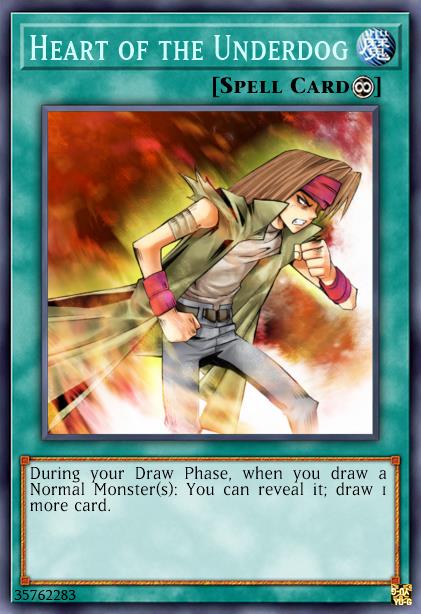 Heart of the Underdog 魔
[Spell Card]
During your Draw Phase, when you draw a
Normal Monster(s): You can reveal it; draw 1
more card.
35762283